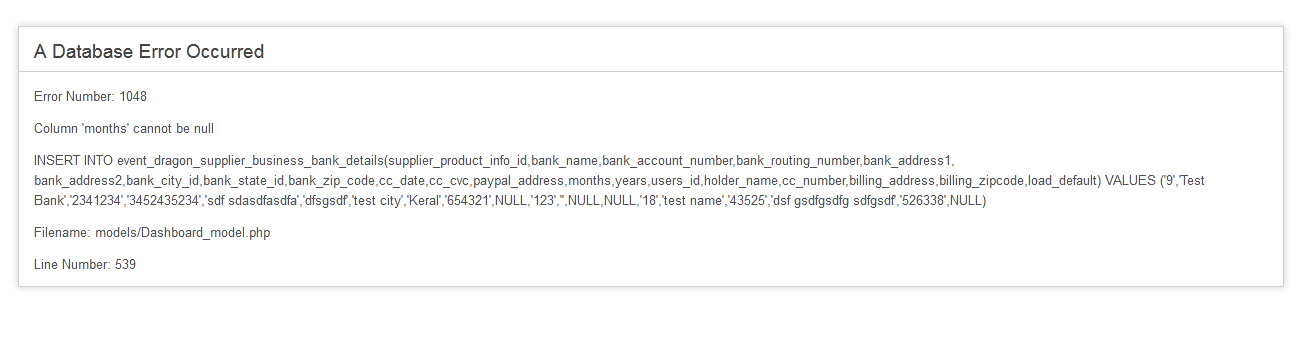 A Database Error Occurred
Error Number: 1048
Column 'months' cannot be null
INSERT INTO event_dragon_supplier_business_bank_details(supplier_product_info_id,bank_name,bank_account_number,bank_routing_number,bank_address1,
bank_address2,bank_city_id,bank_state_id,bank_zip_code,cc_date,cc_cvc,paypal_address,months,years,users_id,holder_name,cc_number,billing_address,billing_zipcode,load_default) VALUES ('9','Test
Bank','2341234','3452435234','sdf sdasdfasdfa','dfsgsdf','test city','Keral','654321',NULL,'123','',NULL,NULL,'18','test name','43525','dsf gsdfgsdfg sdfgsdf','526338',NULL)
Filename: models/Dashboard_model.php
Line Number: 539